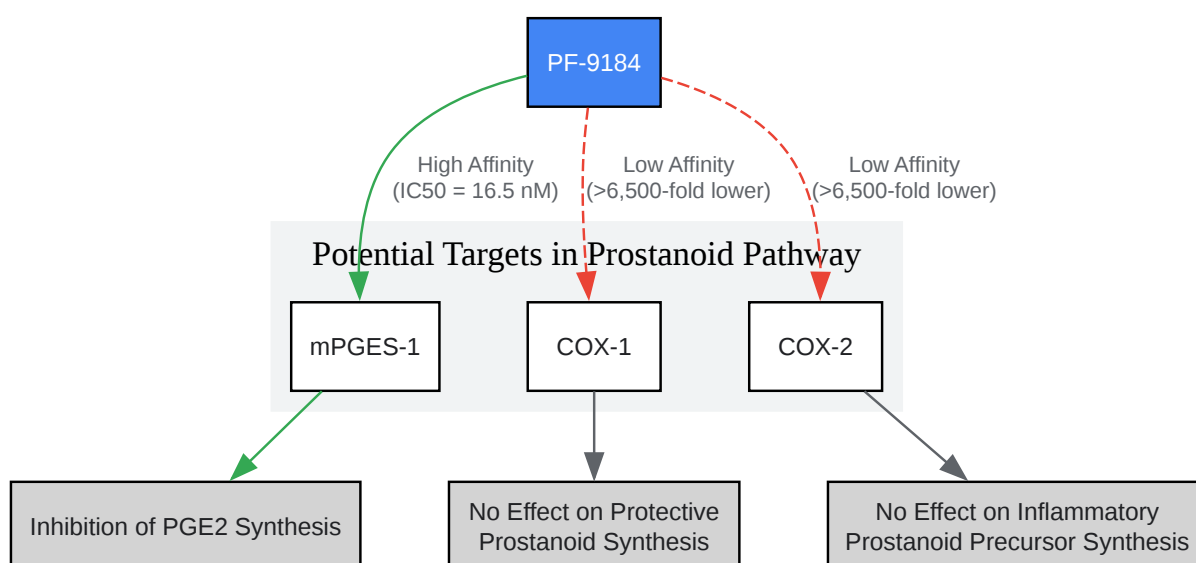 PF-9184
High Affinity
(IC50 = 16.5 nM)
Low Affinity
(>6,500-fold lower)
Low Affinity
(>6,500-fold lower)
Potential Targets in Prostanoid Pathway
mPGES-1
COX-1
COX-2
Inhibition of PGE2 Synthesis
No Effect on Protective
Prostanoid Synthesis
No Effect on Inflammatory
Prostanoid Precursor Synthesis